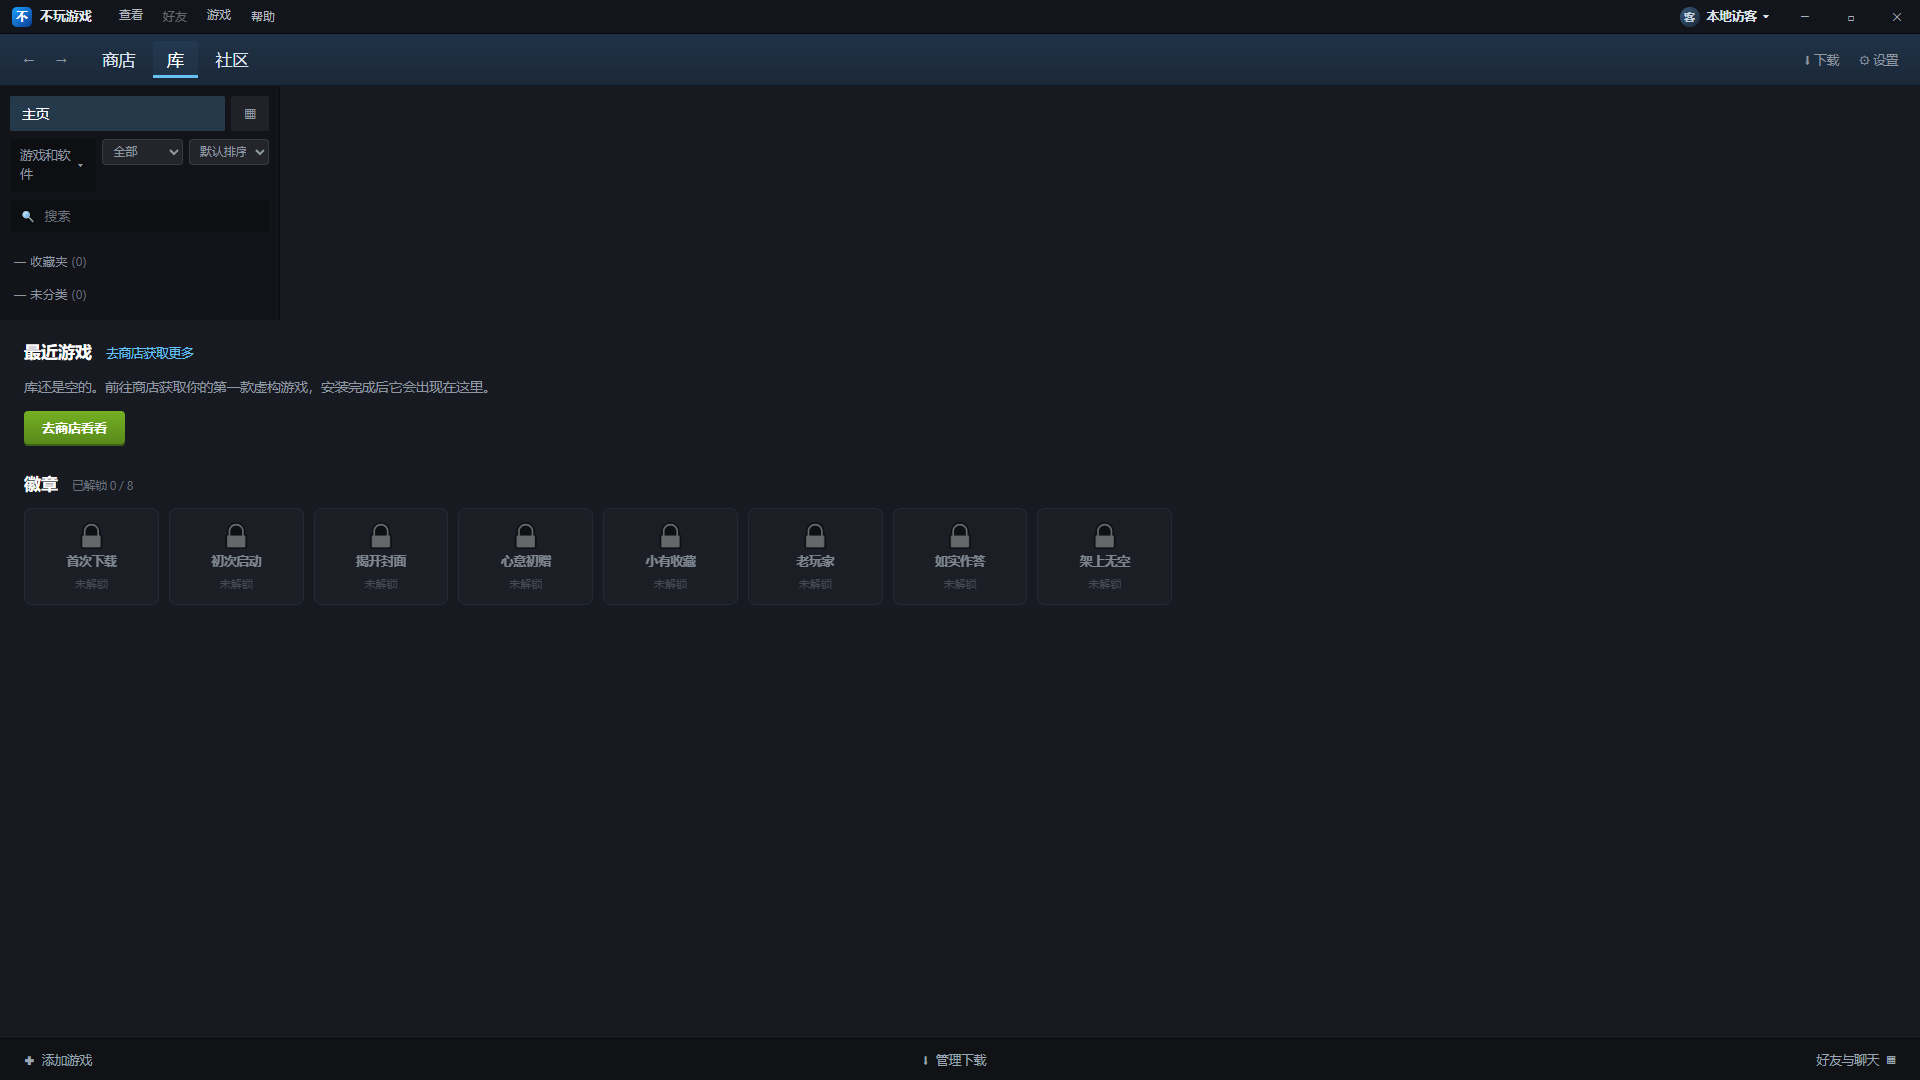 不 不玩游戏 查看 好友 游戏 帮助 客 本地访客
← → 商店 库 社区 下载 设置
主页
游戏和软件 全部 默认排序
搜索
— 收藏夹 (0)
— 未分类 (0)
最近游戏 去商店获取更多
库还是空的。前往商店获取你的第一款虚构游戏，安装完成后它会出现在这里。
去商店看看
徽章 已解锁 0 / 8
首次下载 初次启动 揭开封面 心意初赠 小有收藏 老玩家 如实作答 架上无空
未解锁 未解锁 未解锁 未解锁 未解锁 未解锁 未解锁 未解锁
添加游戏 管理下载 好友与聊天